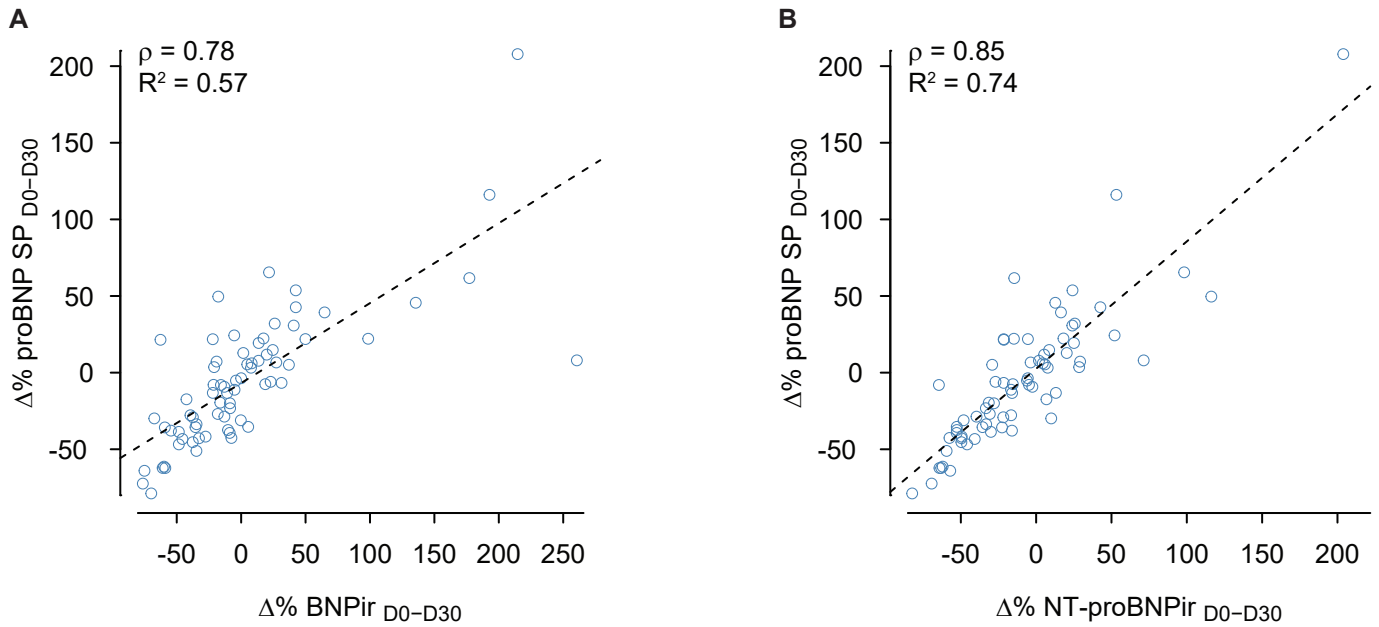 A
ρ = 0.78
R² = 0.57
200
150
100
50
0
-50
Δ% proBNP SP D0−D30
-50 0 50 100 150 200 250
Δ% BNPir D0−D30
B
ρ = 0.85
R² = 0.74
200
150
100
50
0
-50
Δ% proBNP SP D0−D30
-50 0 50 100 150 200
Δ% NT-proBNPir D0−D30